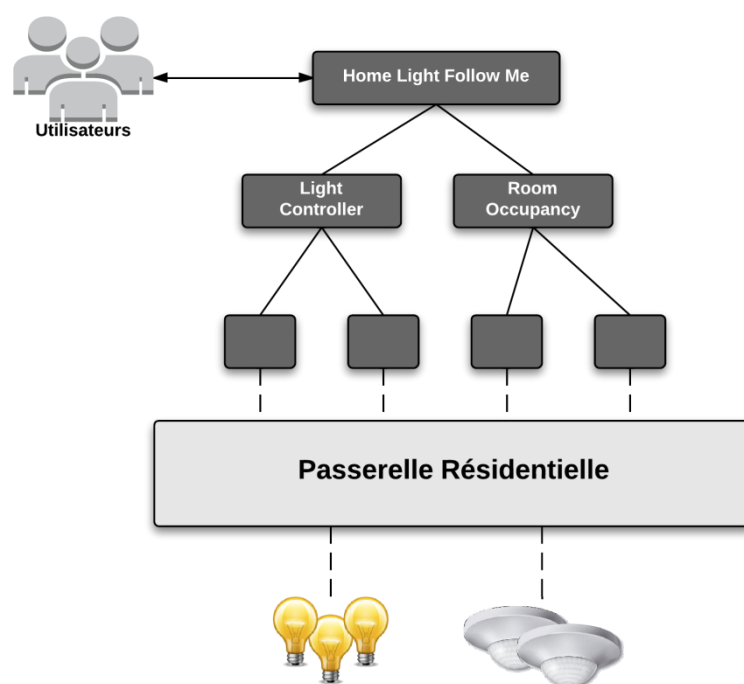 Home Light Follow Me
Utilisateurs
Light
Controller
Room
Occupancy
Passerelle Résidentielle